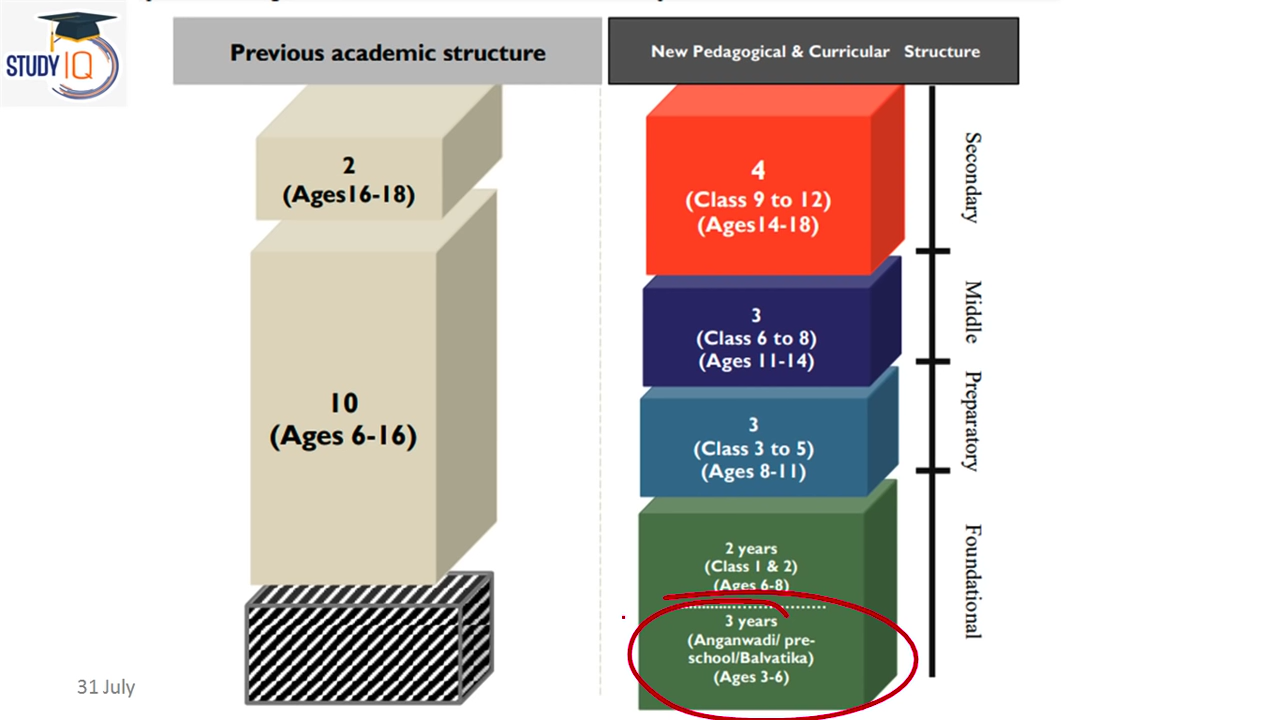 STUDY IQ
Previous academic structure
New Pedagogical & Curricular Structure
2
(Ages16-18)
10
(Ages 6-16)
4
(Class 9 to 12)
(Ages14-18)
3
(Class 6 to 8)
(Ages 11-14)
3
(Class 3 to 5)
(Ages 8-11)
2 years
(Class 1 & 2)
(Ages 6-8)
3 years
(Anganwadi/ pre-
school/Balvatika)
(Ages 3-6)
Secondary
Middle
Preparatory
Foundational
31 July